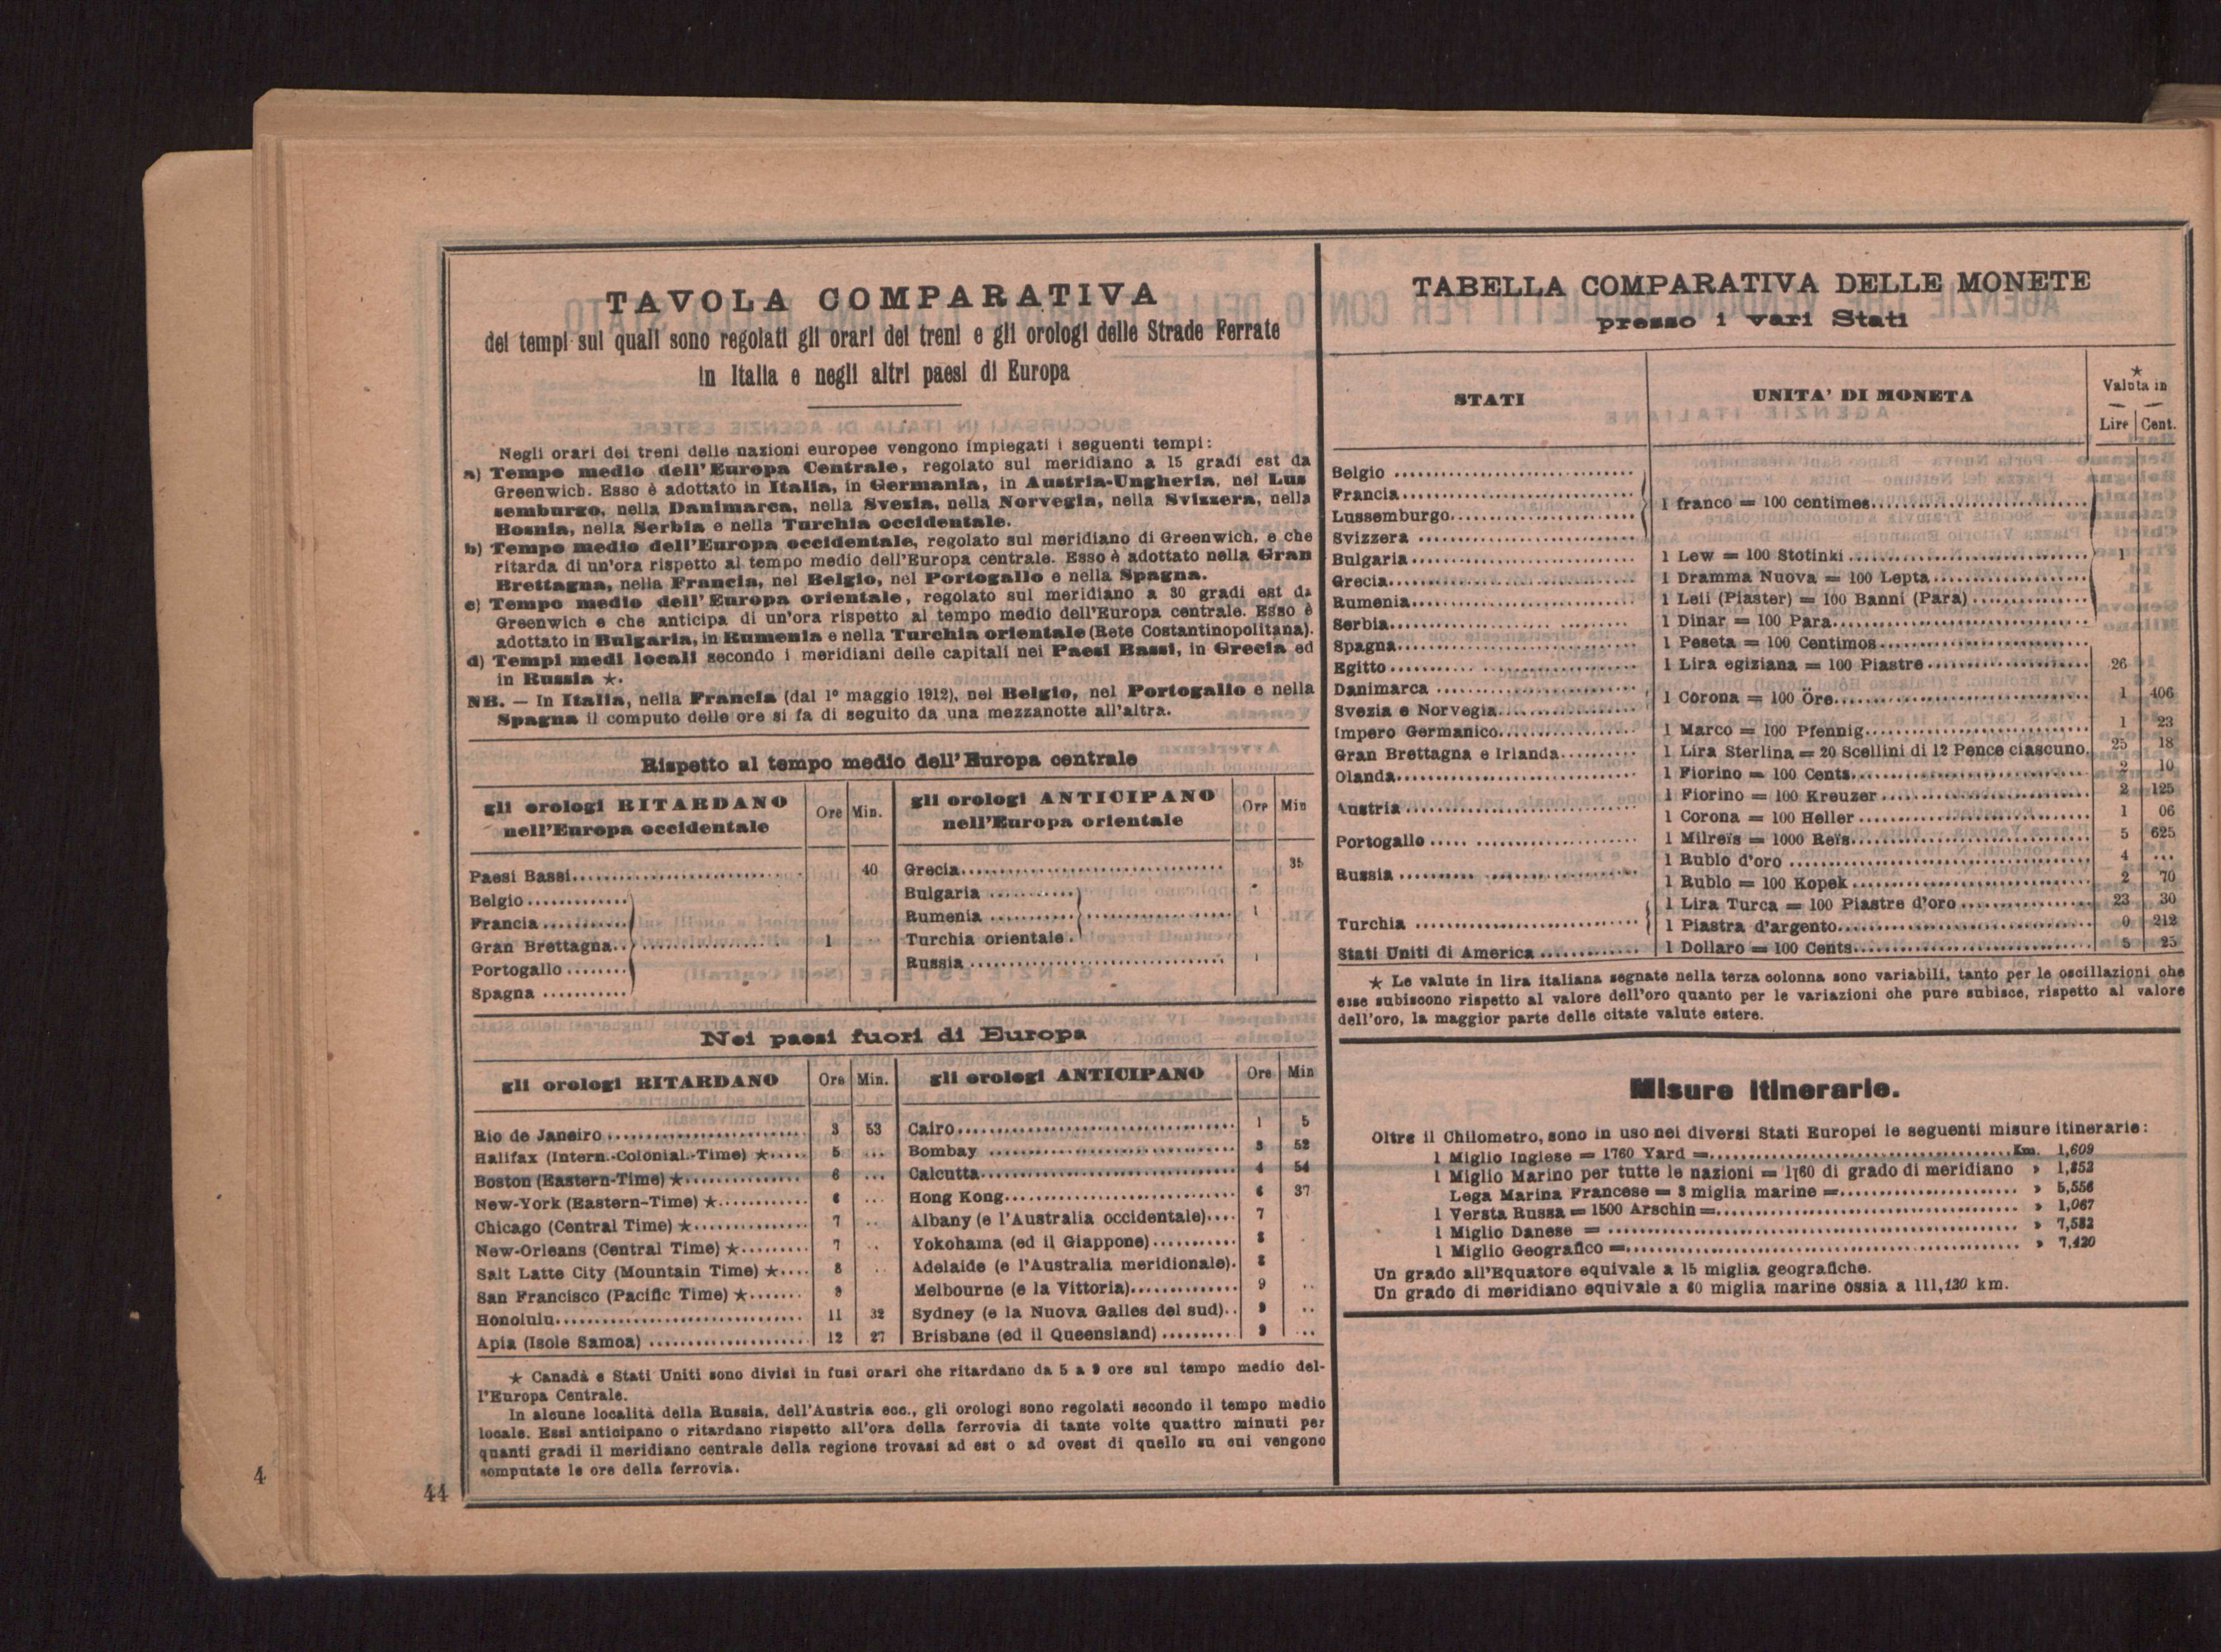 TAVOLA COMPARATIVA
dei tempi sui quali sono regolati gli orari dei treni e gli orologi delle Strade Ferrate
in Italia e negli altri paesi di Europa
Negli orari dei treni delle nazioni europee vengono impiegati i seguenti tempi:
a) Tempo medio dell'Europa Centrale, regolato sul meridiano a 15 gradi est da
Greenwich. Esso è adottato in Italia, in Germania, in Austria-Ungheria, nel Lus
semburgo, nella Danimarca, nella Svezia, nella Norvegia, nella Svizzera, nella
Bosnia, nella Serbia e nella Turchia occidentale.
b) Tempo medio dell'Europa occidentale, regolato sul meridiano di Greenwich, e che
ritarda di un'ora rispetto al tempo medio dell'Europa centrale. Esso è adottato nella Gran
Brettagna, nella Francia, nel Belgio, nel Portogallo e nella Spagna.
c) Tempo medio dell'Europa orientale, regolato sul meridiano a 30 gradi est da
Greenwich e che anticipa di un'ora rispetto al tempo medio dell'Europa centrale. Esso è
adottato in Bulgaria, in Rumenia e nella Turchia orientale (Rete Costantinopolitana).
d) Tempi medi locali secondo i meridiani delle capitali nei Paesi Bassi, in Grecia ed
in Russia ★.
NB. — In Italia, nella Francia (dal 1° maggio 1912), nel Belgio, nel Portogallo e nella
Spagna il computo delle ore si fa di seguito da una mezzanotte all'altra.
Rispetto al tempo medio dell'Europa centrale
gli orologi RITARDANO nell'Europa occidentale Ore Min. gli orologi ANTICIPANO nell'Europa orientale Ore Min
Paesi Bassi 40 Grecia 35
Belgio Bulgaria
Francia Rumenia 1
Gran Brettagna 1 Turchia orientale
Portogallo Russia 1
Spagna
Nei paesi fuori di Europa
gli orologi RITARDANO Ore Min. gli orologi ANTICIPANO Ore Min
Rio de Janeiro 3 53 Cairo 1 5
Halifax (Intern.-Colonial.-Time) ★ 5 ... Bombay 3 52
Boston (Eastern-Time) ★ 6 ... Calcutta 4 54
New-York (Eastern-Time) ★ 6 ... Hong Kong 6 37
Chicago (Central Time) ★ 7 .. Albany (e l'Australia occidentale) 7
New-Orleans (Central Time) ★ 7 .. Yokohama (ed il Giappone) 8
Salt Latte City (Mountain Time) ★ 8 .. Adelaide (e l'Australia meridionale) 8
San Francisco (Pacific Time) ★ 9 Melbourne (e la Vittoria) 9 ..
Honolulu 11 32 Sydney (e la Nuova Galles del sud) 9 ..
Apia (Isole Samoa) 12 27 Brisbane (ed il Queensland) 9 ...
★ Canadà e Stati Uniti sono divisi in fusi orari che ritardano da 5 a 9 ore sul tempo medio del-
l'Europa Centrale.
In alcune località della Russia, dell'Austria ecc., gli orologi sono regolati secondo il tempo medio
locale. Essi anticipano o ritardano rispetto all'ora della ferrovia di tante volte quattro minuti per
quanti gradi il meridiano centrale della regione trovasi ad est o ad ovest di quello su cui vengono
computate le ore della ferrovia.
4
44
TABELLA COMPARATIVA DELLE MONETE
presso i vari Stati
STATI UNITA' DI MONETA ★ Valuta in Lire Cent.
Belgio
Francia
Lussemburgo 1 franco = 100 centimes
Svizzera
Bulgaria 1 Lew = 100 Stotinki 1
Grecia 1 Dramma Nuova = 100 Lepta
Rumenia 1 Leii (Piaster) = 100 Banni (Para)
Serbia 1 Dinar = 100 Para
Spagna 1 Peseta = 100 Centimos
Egitto 1 Lira egiziana = 100 Piastre 26
Danimarca
Svezia e Norvegia 1 Corona = 100 Öre 1 406
Impero Germanico 1 Marco = 100 Pfennig 1 23
Gran Brettagna e Irlanda 1 Lira Sterlina = 20 Scellini di 12 Pence ciascuno 25 18
Olanda 1 Fiorino = 100 Cents 2 10
Austria 1 Fiorino = 100 Kreuzer 2 125
1 Corona = 100 Heller 1 06
Portogallo 1 Milreïs = 1000 Reïs 5 625
Russia 1 Rublo d'oro 4 ...
1 Rublo = 100 Kopek 2 70
Turchia 1 Lira Turca = 100 Piastre d'oro 23 30
1 Piastra d'argento 0 212
Stati Uniti di America 1 Dollaro = 100 Cents 5 25
★ Le valute in lira italiana segnate nella terza colonna sono variabili, tanto per le oscillazioni che
esse subiscono rispetto al valore dell'oro quanto per le variazioni che pure subisce, rispetto al valore
dell'oro, la maggior parte delle citate valute estere.
Misure itinerarie.
Oltre il Chilometro, sono in uso nei diversi Stati Europei le seguenti misure itinerarie:
1 Miglio Inglese = 1760 Yard = Km. 1,609
1 Miglio Marino per tutte le nazioni = 1/60 di grado di meridiano » 1,852
Lega Marina Francese = 3 miglia marine = » 5,556
1 Versta Russa = 1500 Arschin = » 1,067
1 Miglio Danese = » 7,532
1 Miglio Geografico = » 7,420
Un grado all'Equatore equivale a 15 miglia geografiche.
Un grado di meridiano equivale a 60 miglia marine ossia a 111,120 km.